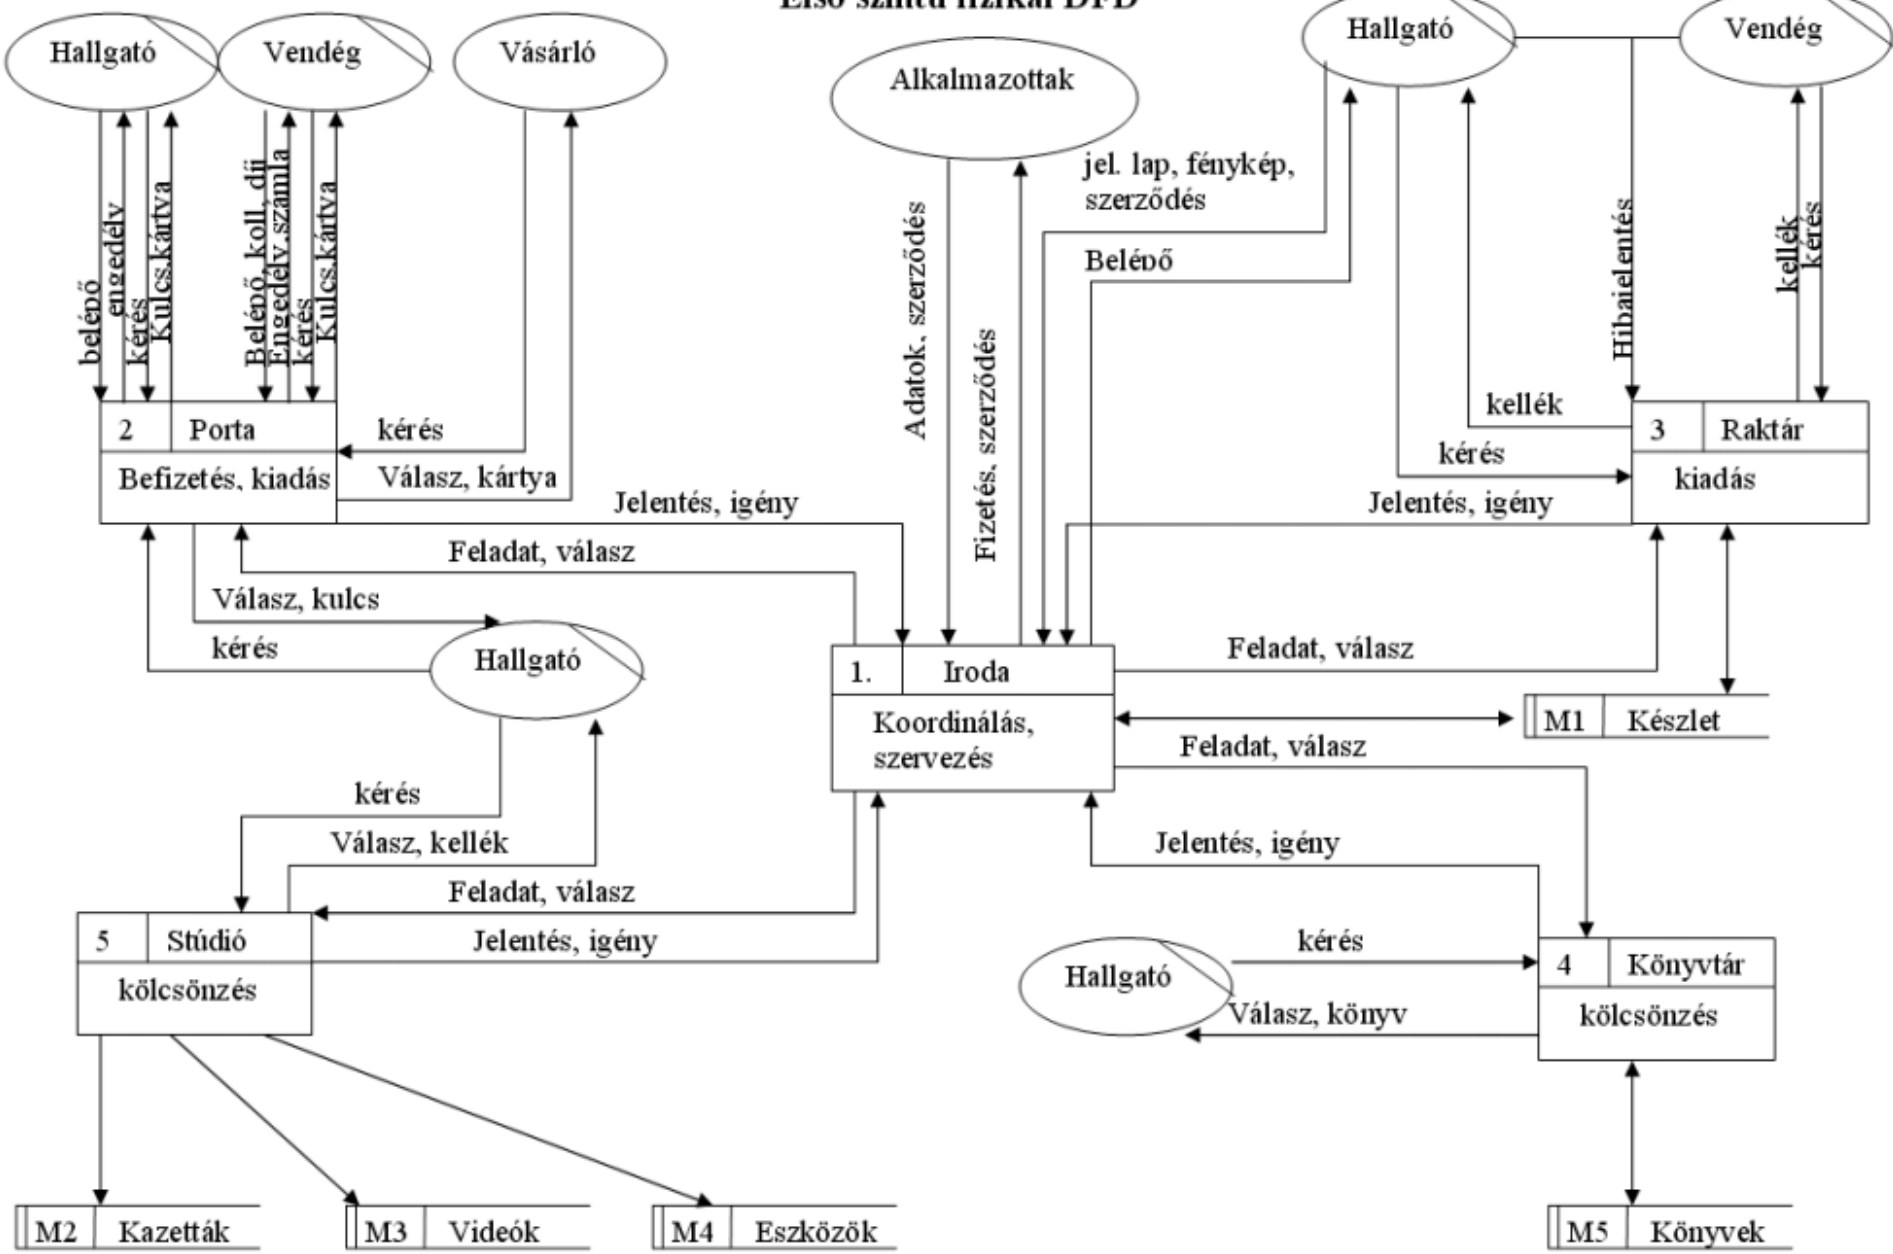 Első szintű fizikai DFD
Hallgató
Vendég
Vásárló
Alkalmazottak
Hallgató
Vendég
belépő
engedély
kérés
Kulcs,kártya
Belépő, koll. díj
Engedély,számla
kérés
Kulcs,kártya
Adatok, szerződés
Fizetés, szerződés
jel. lap, fénykép,
szerződés
Belépő
Hibajelentés
kellék
kérés
2
Porta
Befizetés, kiadás
kérés
Válasz, kártya
kellék
kérés
3
Raktár
kiadás
Jelentés, igény
Jelentés, igény
Feladat, válasz
Válasz, kulcs
kérés
Hallgató
1.
Iroda
Koordinálás,
szervezés
Feladat, válasz
M1
Készlet
Feladat, válasz
kérés
Válasz, kellék
Feladat, válasz
Jelentés, igény
Jelentés, igény
5
Stúdió
kölcsönzés
Hallgató
kérés
Válasz, könyv
4
Könyvtár
kölcsönzés
M2
Kazetták
M3
Videók
M4
Eszközök
M5
Könyvek